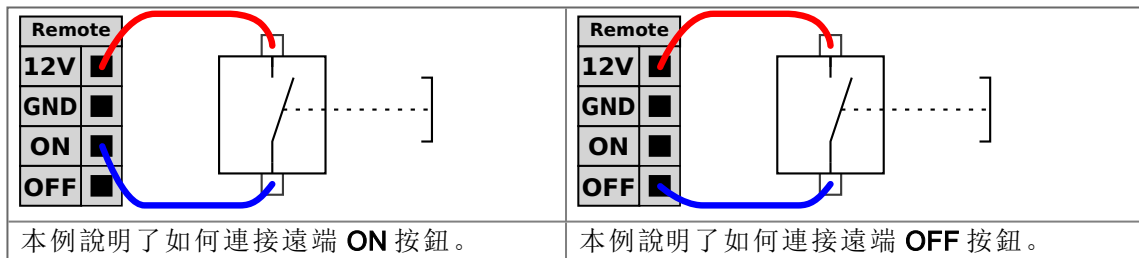 Remote
12V
GND
ON
OFF
本例說明了如何連接遠端 ON 按鈕。
Remote
12V
GND
ON
OFF
本例說明了如何連接遠端 OFF 按鈕。